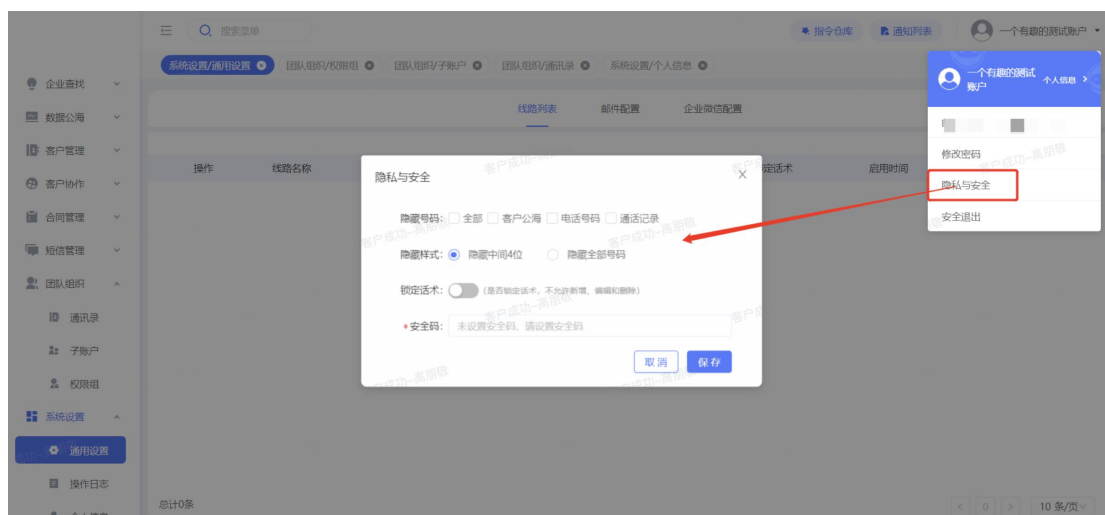 搜索菜单
指令仓库
通知列表
一个有趣的测试账户
系统设置/通用设置
团队组织/权限组
团队组织/子账户
团队组织/通讯录
系统设置/个人信息
企业查找
数据公海
客户管理
客户协作
合同管理
短信管理
团队组织
通讯录
子账户
权限组
系统设置
通用设置
操作日志
线路列表
邮件配置
企业微信配置
操作
线路名称
定话术
启用时间
一个有趣的测试
账户
个人信息
修改密码
隐私与安全
安全退出
隐私与安全
隐藏号码: 全部 客户公海 电话号码 通话记录
隐藏样式: 隐藏中间4位 隐藏全部号码
锁定话术: (是否锁定话术,不允许新增、编辑和删除)
*安全码: 未设置安全码,请设置安全码
取消
保存
总计0条
0
10 条/页